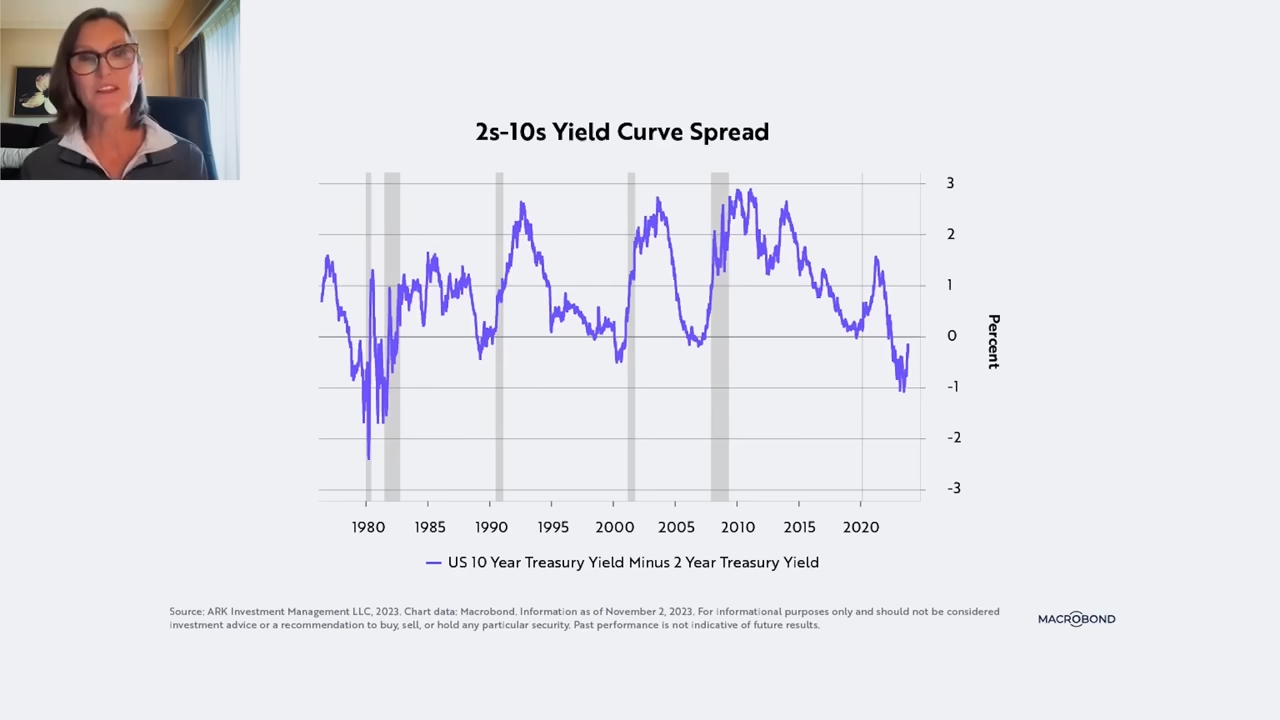 2s-10s Yield Curve Spread
3
2
1
0
-1
-2
-3
Percent
1980 1985 1990 1995 2000 2005 2010 2015 2020
US 10 Year Treasury Yield Minus 2 Year Treasury Yield
Source: ARK Investment Management LLC, 2023. Chart data: Macrobond. Information as of November 2, 2023. For informational purposes only and should not be considered
investment advice or a recommendation to buy, sell, or hold any particular security. Past performance is not indicative of future results.
MACROBOND